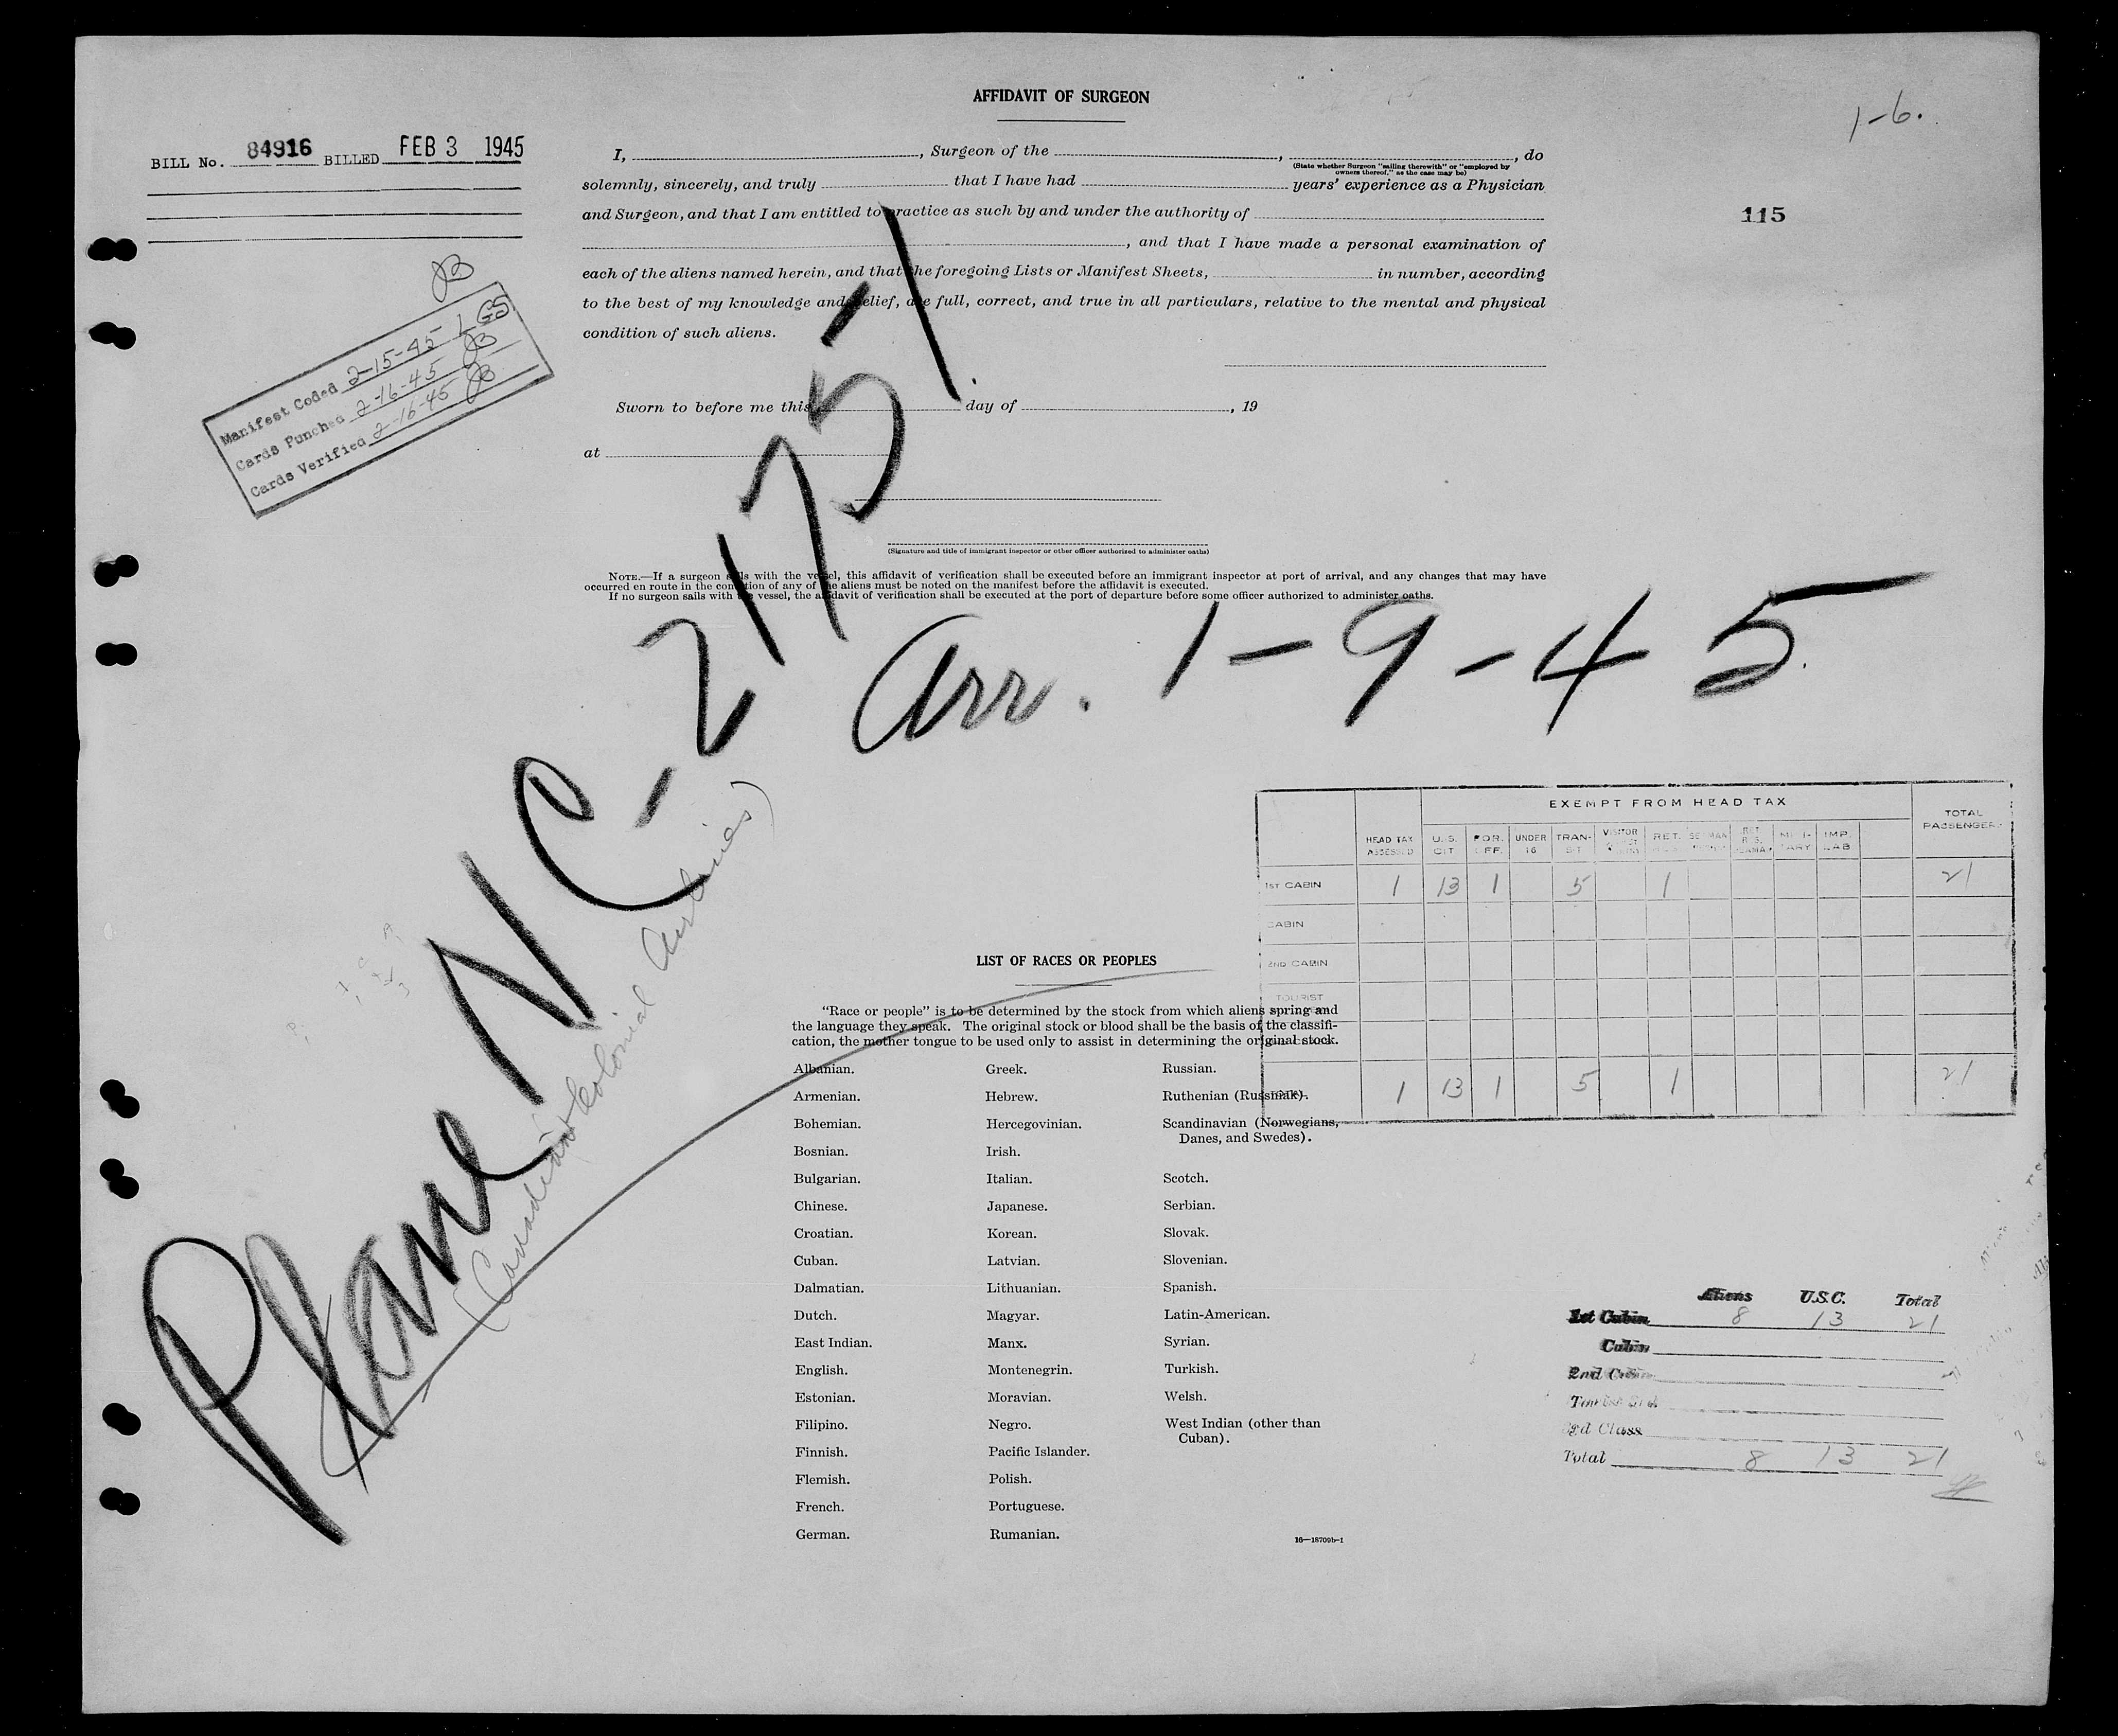 AFFIDAVIT OF SURGEON
1-6.
BILL No. 84916 BILLED FEB 3 1945
115
I, , Surgeon of the , , do
(State whether Surgeon "sailing therewith" or "employed by
owners thereof," as the case may be)
solemnly, sincerely, and truly that I have had years' experience as a Physician
and Surgeon, and that I am entitled to practice as such by and under the authority of
, and that I have made a personal examination of
each of the aliens named herein, and that the foregoing Lists or Manifest Sheets, in number, according
to the best of my knowledge and belief, are full, correct, and true in all particulars, relative to the mental and physical
condition of such aliens.
Manifest Coded 2-15-45
Cards Punched 2-16-45
Cards Verified 2-16-45
Sworn to before me this day of , 19
at
(Signature and title of immigrant inspector or other officer authorized to administer oaths)
NOTE.—If a surgeon sails with the vessel, this affidavit of verification shall be executed before an immigrant inspector at port of arrival, and any changes that may have
occurred en route in the condition of any of the aliens must be noted on the manifest before the affidavit is executed.
If no surgeon sails with the vessel, the affidavit of verification shall be executed at the port of departure before some officer authorized to administer oaths.
Plane NC-21751
Arr. 1-9-45
(Canadian Colonial Airlines)
EXEMPT FROM HEAD TAX
HEAD TAX ASSESSED U.S. CIT FOR. OFF. UNDER 16 TRANSIT VISITOR RET. RET. RES. MILITARY IMP. LAB TOTAL PASSENGERS
1ST CABIN 1 13 1 5 1 21
CABIN
2ND CABIN
TOURIST
1 13 1 5 1 21
LIST OF RACES OR PEOPLES
"Race or people" is to be determined by the stock from which aliens spring and
the language they speak. The original stock or blood shall be the basis of the classifi-
cation, the mother tongue to be used only to assist in determining the original stock.
Albanian.
Armenian.
Bohemian.
Bosnian.
Bulgarian.
Chinese.
Croatian.
Cuban.
Dalmatian.
Dutch.
East Indian.
English.
Estonian.
Filipino.
Finnish.
Flemish.
French.
German.
Greek.
Hebrew.
Hercegovinian.
Irish.
Italian.
Japanese.
Korean.
Latvian.
Lithuanian.
Magyar.
Manx.
Montenegrin.
Moravian.
Negro.
Pacific Islander.
Polish.
Portuguese.
Rumanian.
Russian.
Ruthenian (Russniak).
Scandinavian (Norwegians,
Danes, and Swedes).
Scotch.
Serbian.
Slovak.
Slovenian.
Spanish.
Latin-American.
Syrian.
Turkish.
Welsh.
West Indian (other than
Cuban).
16—18709b-1
Aliens U.S.C. Total
1st Cabin 8 13 21
Cabin
2nd Cabin
3rd Class
Total 8 13 21